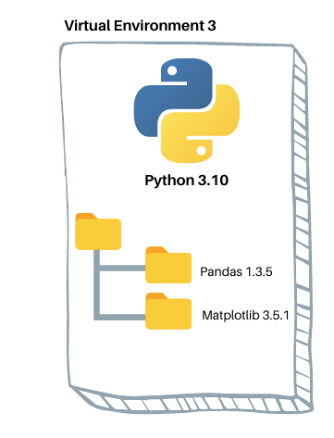 Virtual Environment 3
Python 3.10
Pandas 1.3.5
Matplotlib 3.5.1